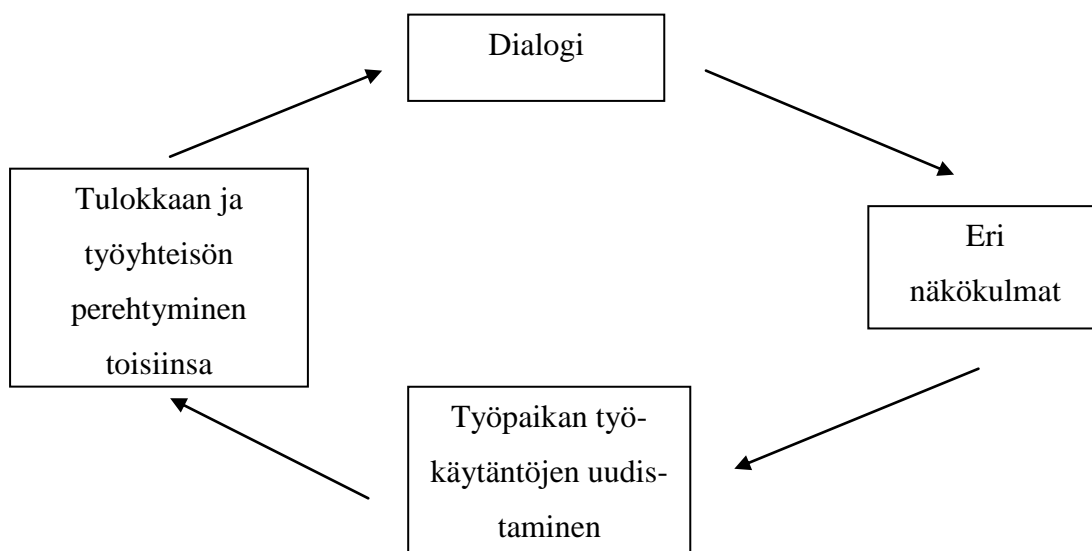 Dialogi
Tulokkaan ja
työyhteisön
perehtyminen
toisiinsa
Eri
näkökulmat
Työpaikan työ-
käytäntöjen uudis-
taminen